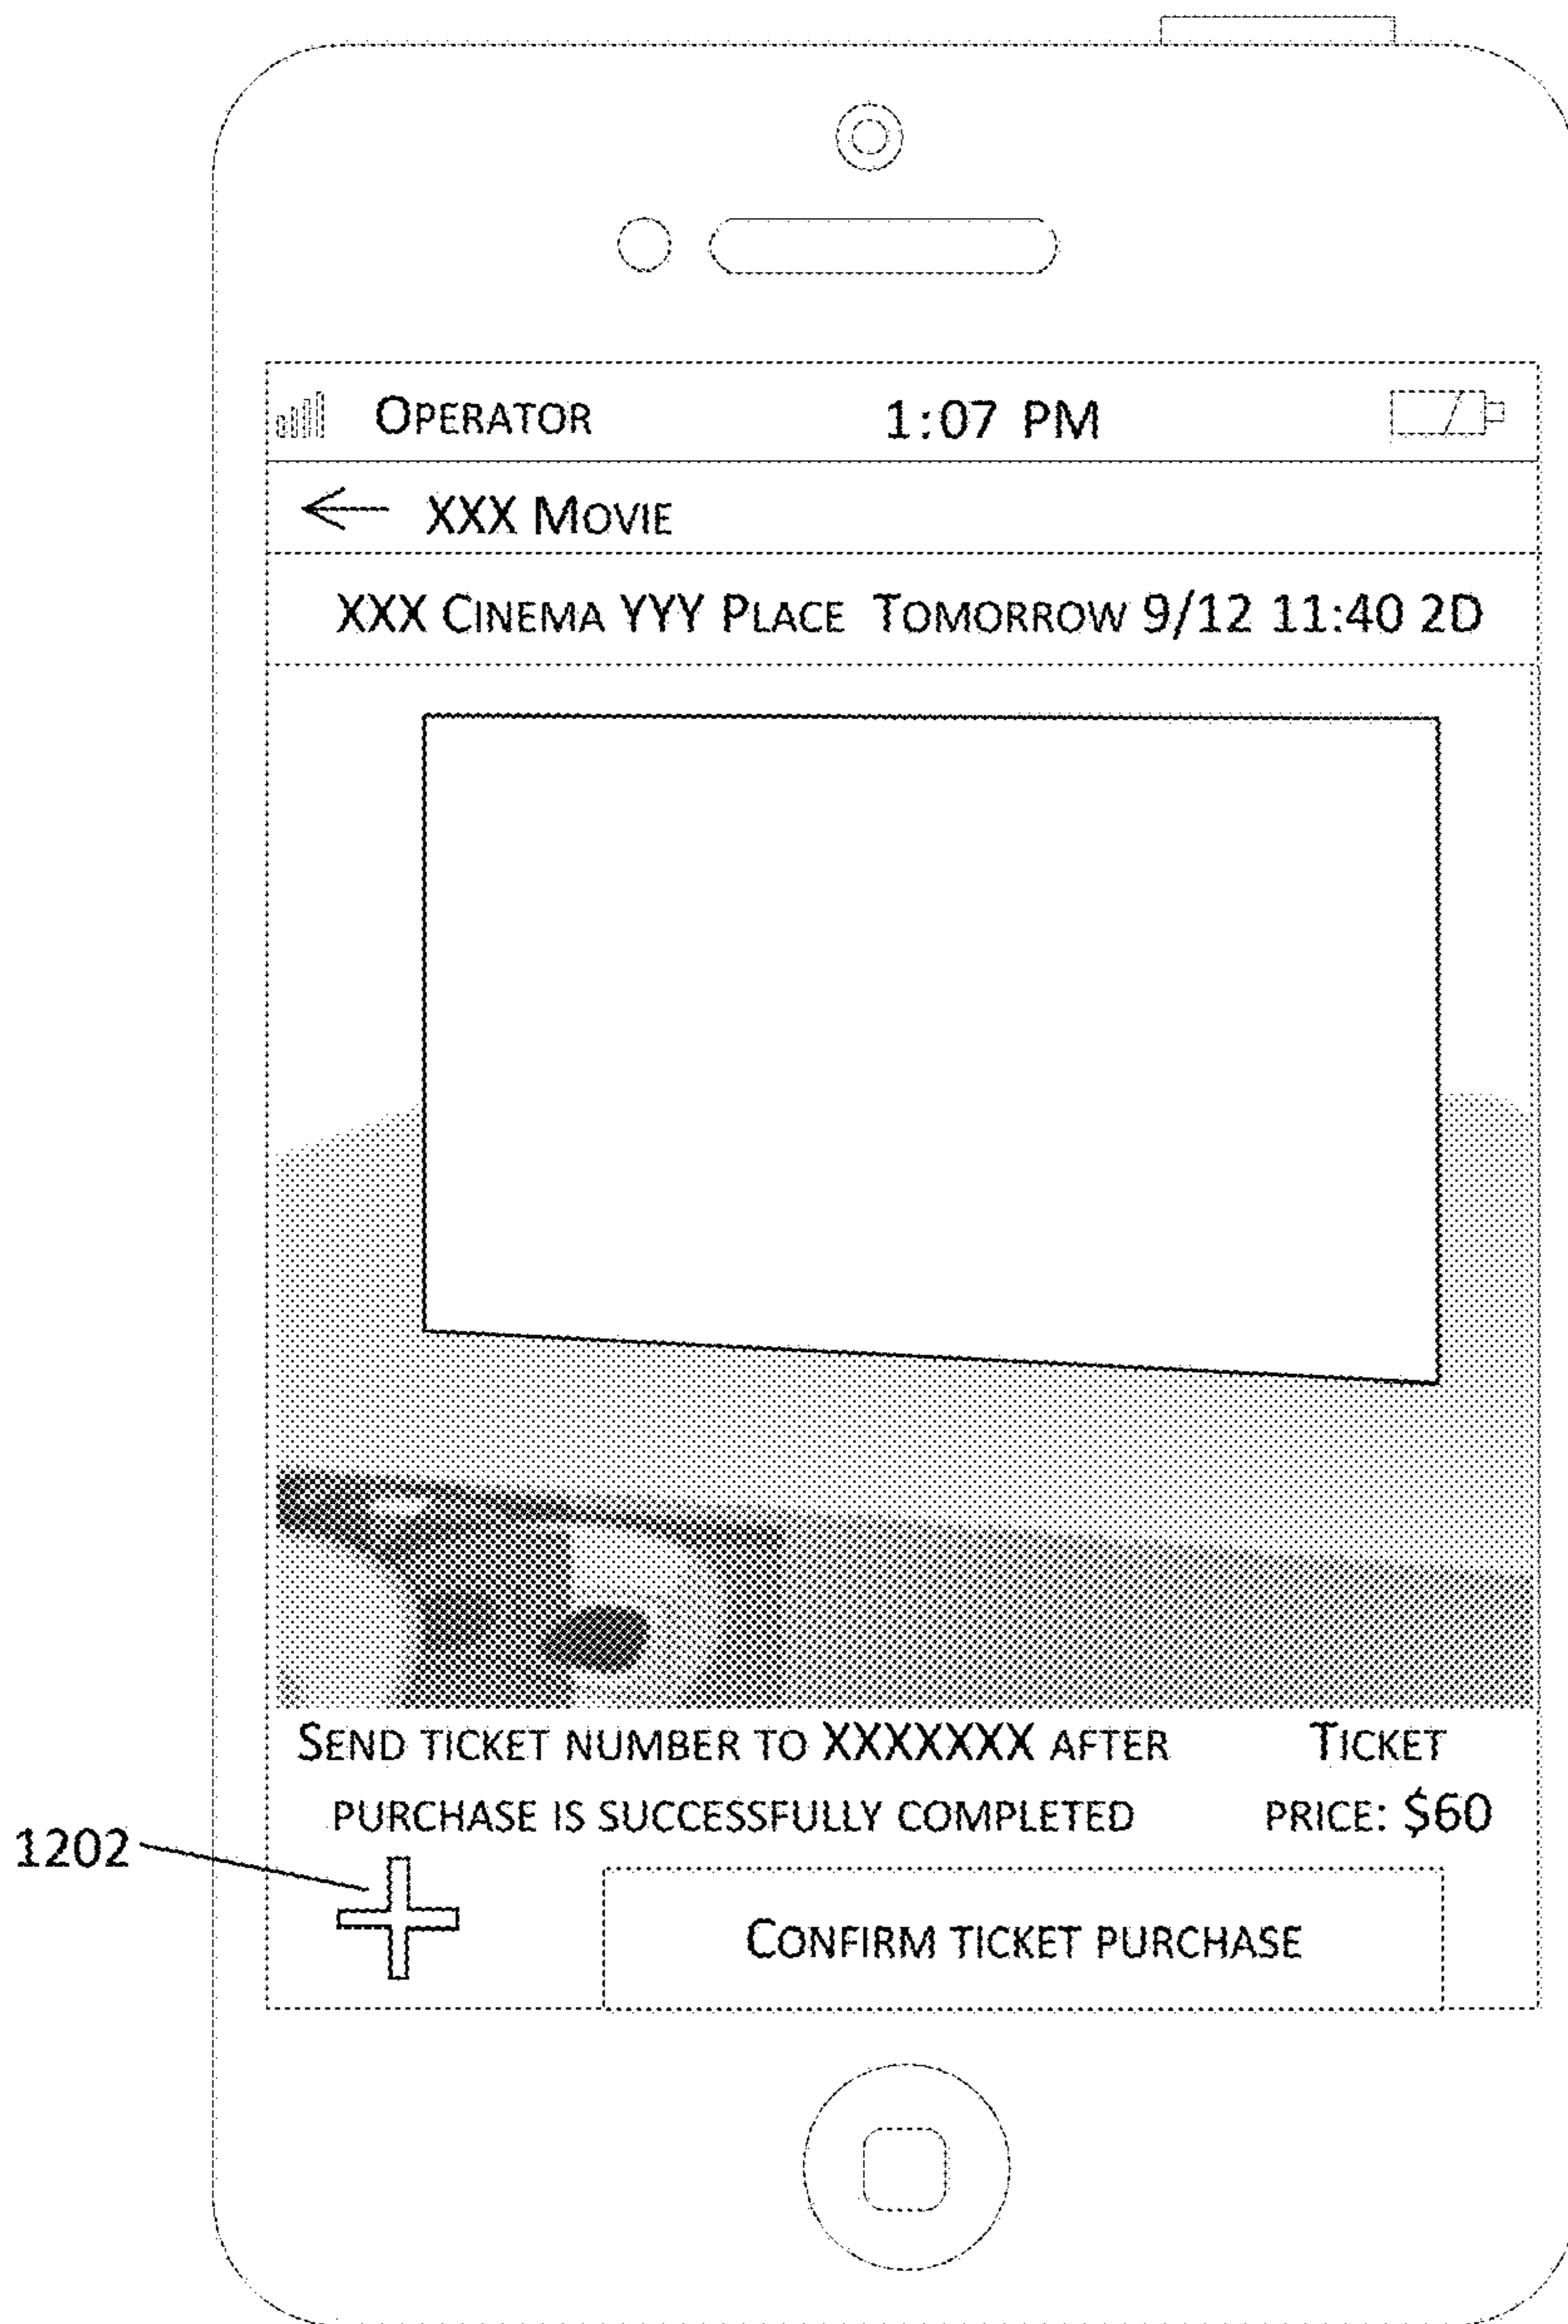 OPERATOR 1:07 PM
XXX MOVIE
XXX CINEMA YYY PLACE TOMORROW 9/12 11:40 2D
SEND TICKET NUMBER TO XXXXXXX AFTER
PURCHASE IS SUCCESSFULLY COMPLETED
TICKET
PRICE: $60
1202
CONFIRM TICKET PURCHASE